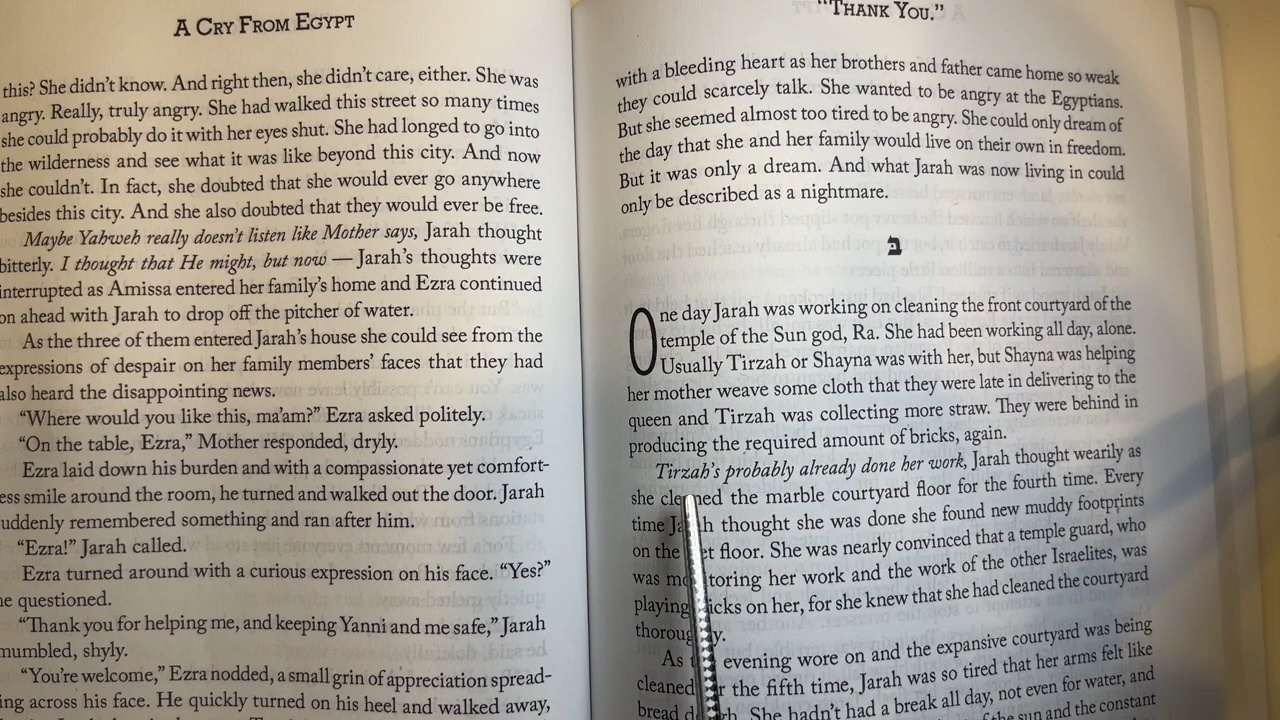 A Cry From Egypt
this? She didn't know. And right then, she didn't care, either. She was
angry. Really, truly angry. She had walked this street so many times
she could probably do it with her eyes shut. She had longed to go into
the wilderness and see what it was like beyond this city. And now
she couldn't. In fact, she doubted that she would ever go anywhere
besides this city. And she also doubted that they would ever be free.
Maybe Yahweh really doesn't listen like Mother says, Jarah thought
bitterly. I thought that He might, but now — Jarah's thoughts were
interrupted as Amissa entered her family's home and Ezra continued
on ahead with Jarah to drop off the pitcher of water.
As the three of them entered Jarah's house she could see from the
expressions of despair on her family members' faces that they had
also heard the disappointing news.
"Where would you like this, ma'am?" Ezra asked politely.
"On the table, Ezra," Mother responded, dryly.
Ezra laid down his burden and with a compassionate yet comfort-
ess smile around the room, he turned and walked out the door. Jarah
uddenly remembered something and ran after him.
"Ezra!" Jarah called.
Ezra turned around with a curious expression on his face. "Yes?"
he questioned.
"Thank you for helping me, and keeping Yanni and me safe," Jarah
mumbled, shyly.
"You're welcome," Ezra nodded, a small grin of appreciation spread-
ing across his face. He quickly turned on his heel and walked away,
"Thank You."
with a bleeding heart as her brothers and father came home so weak
they could scarcely talk. She wanted to be angry at the Egyptians.
But she seemed almost too tired to be angry. She could only dream of
the day that she and her family would live on their own in freedom.
But it was only a dream. And what Jarah was now living in could
only be described as a nightmare.
בּ
One day Jarah was working on cleaning the front courtyard of the
temple of the Sun god, Ra. She had been working all day, alone.
Usually Tirzah or Shayna was with her, but Shayna was helping
her mother weave some cloth that they were late in delivering to the
queen and Tirzah was collecting more straw. They were behind in
producing the required amount of bricks, again.
Tirzah's probably already done her work, Jarah thought wearily as
she cleaned the marble courtyard floor for the fourth time. Every
time Jarah thought she was done she found new muddy footprints
on the floor. She was nearly convinced that a temple guard, who
was monitoring her work and the work of the other Israelites, was
playing tricks on her, for she knew that she had cleaned the courtyard
thoroughly.
As evening wore on and the expansive courtyard was being
cleaned for the fifth time, Jarah was so tired that her arms felt like
bread She hadn't had a break all day, not even for water, and
the sun and the constant